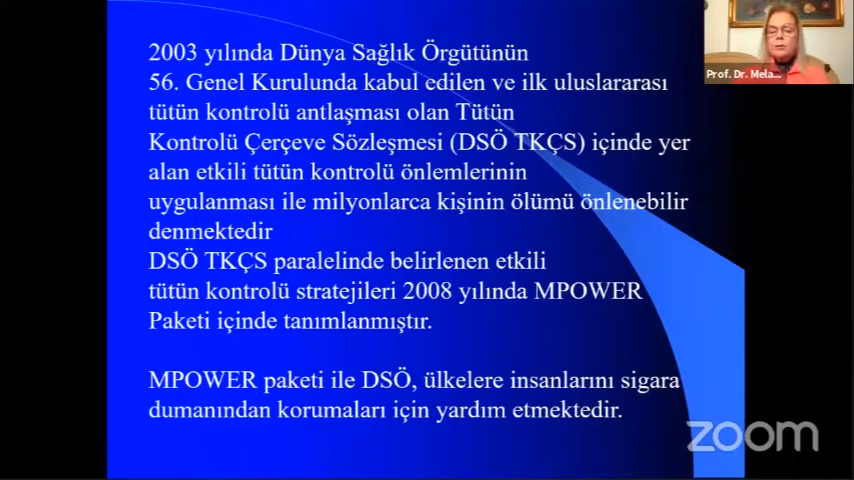 2003 yılında Dünya Sağlık Örgütünün
56. Genel Kurulunda kabul edilen ve ilk uluslararası
tütün kontrolü antlaşması olan Tütün
Kontrolü Çerçeve Sözleşmesi (DSÖ TKÇS) içinde yer
alan etkili tütün kontrolü önlemlerinin
uygulanması ile milyonlarca kişinin ölümü önlenebilir
denmektedir
DSÖ TKÇS paralelinde belirlenen etkili
tütün kontrolü stratejileri 2008 yılında MPOWER
Paketi içinde tanımlanmıştır.
MPOWER paketi ile DSÖ, ülkelere insanlarını sigara
dumanından korumaları için yardım etmektedir.
Prof. Dr. Mela...
zoom